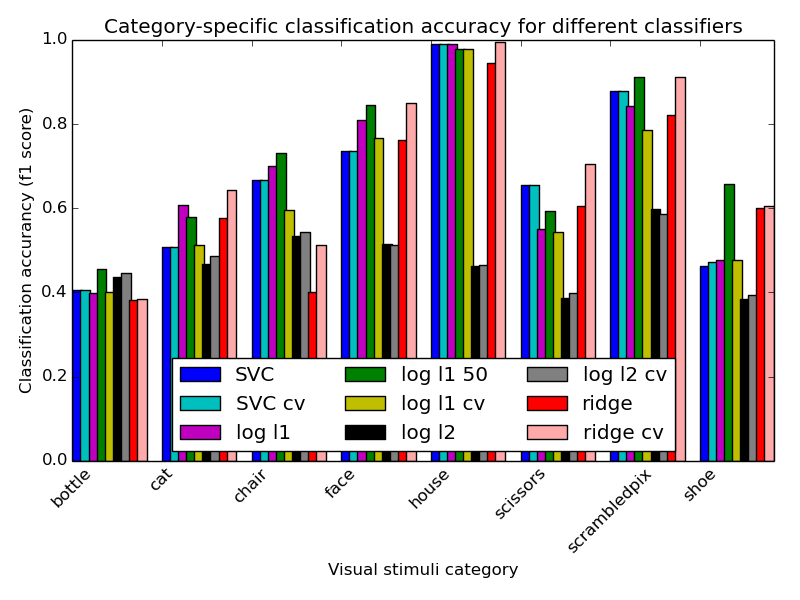 Category-specific classification accuracy for different classifiers
Classification accurancy (f1 score)
1.0
0.8
0.6
0.4
0.2
0.0
SVC
SVC cv
log l1
log l1 50
log l1 cv
log l2
log l2 cv
ridge
ridge cv
bottle
cat
chair
face
house
scissors
scrambledpix
shoe
Visual stimuli category